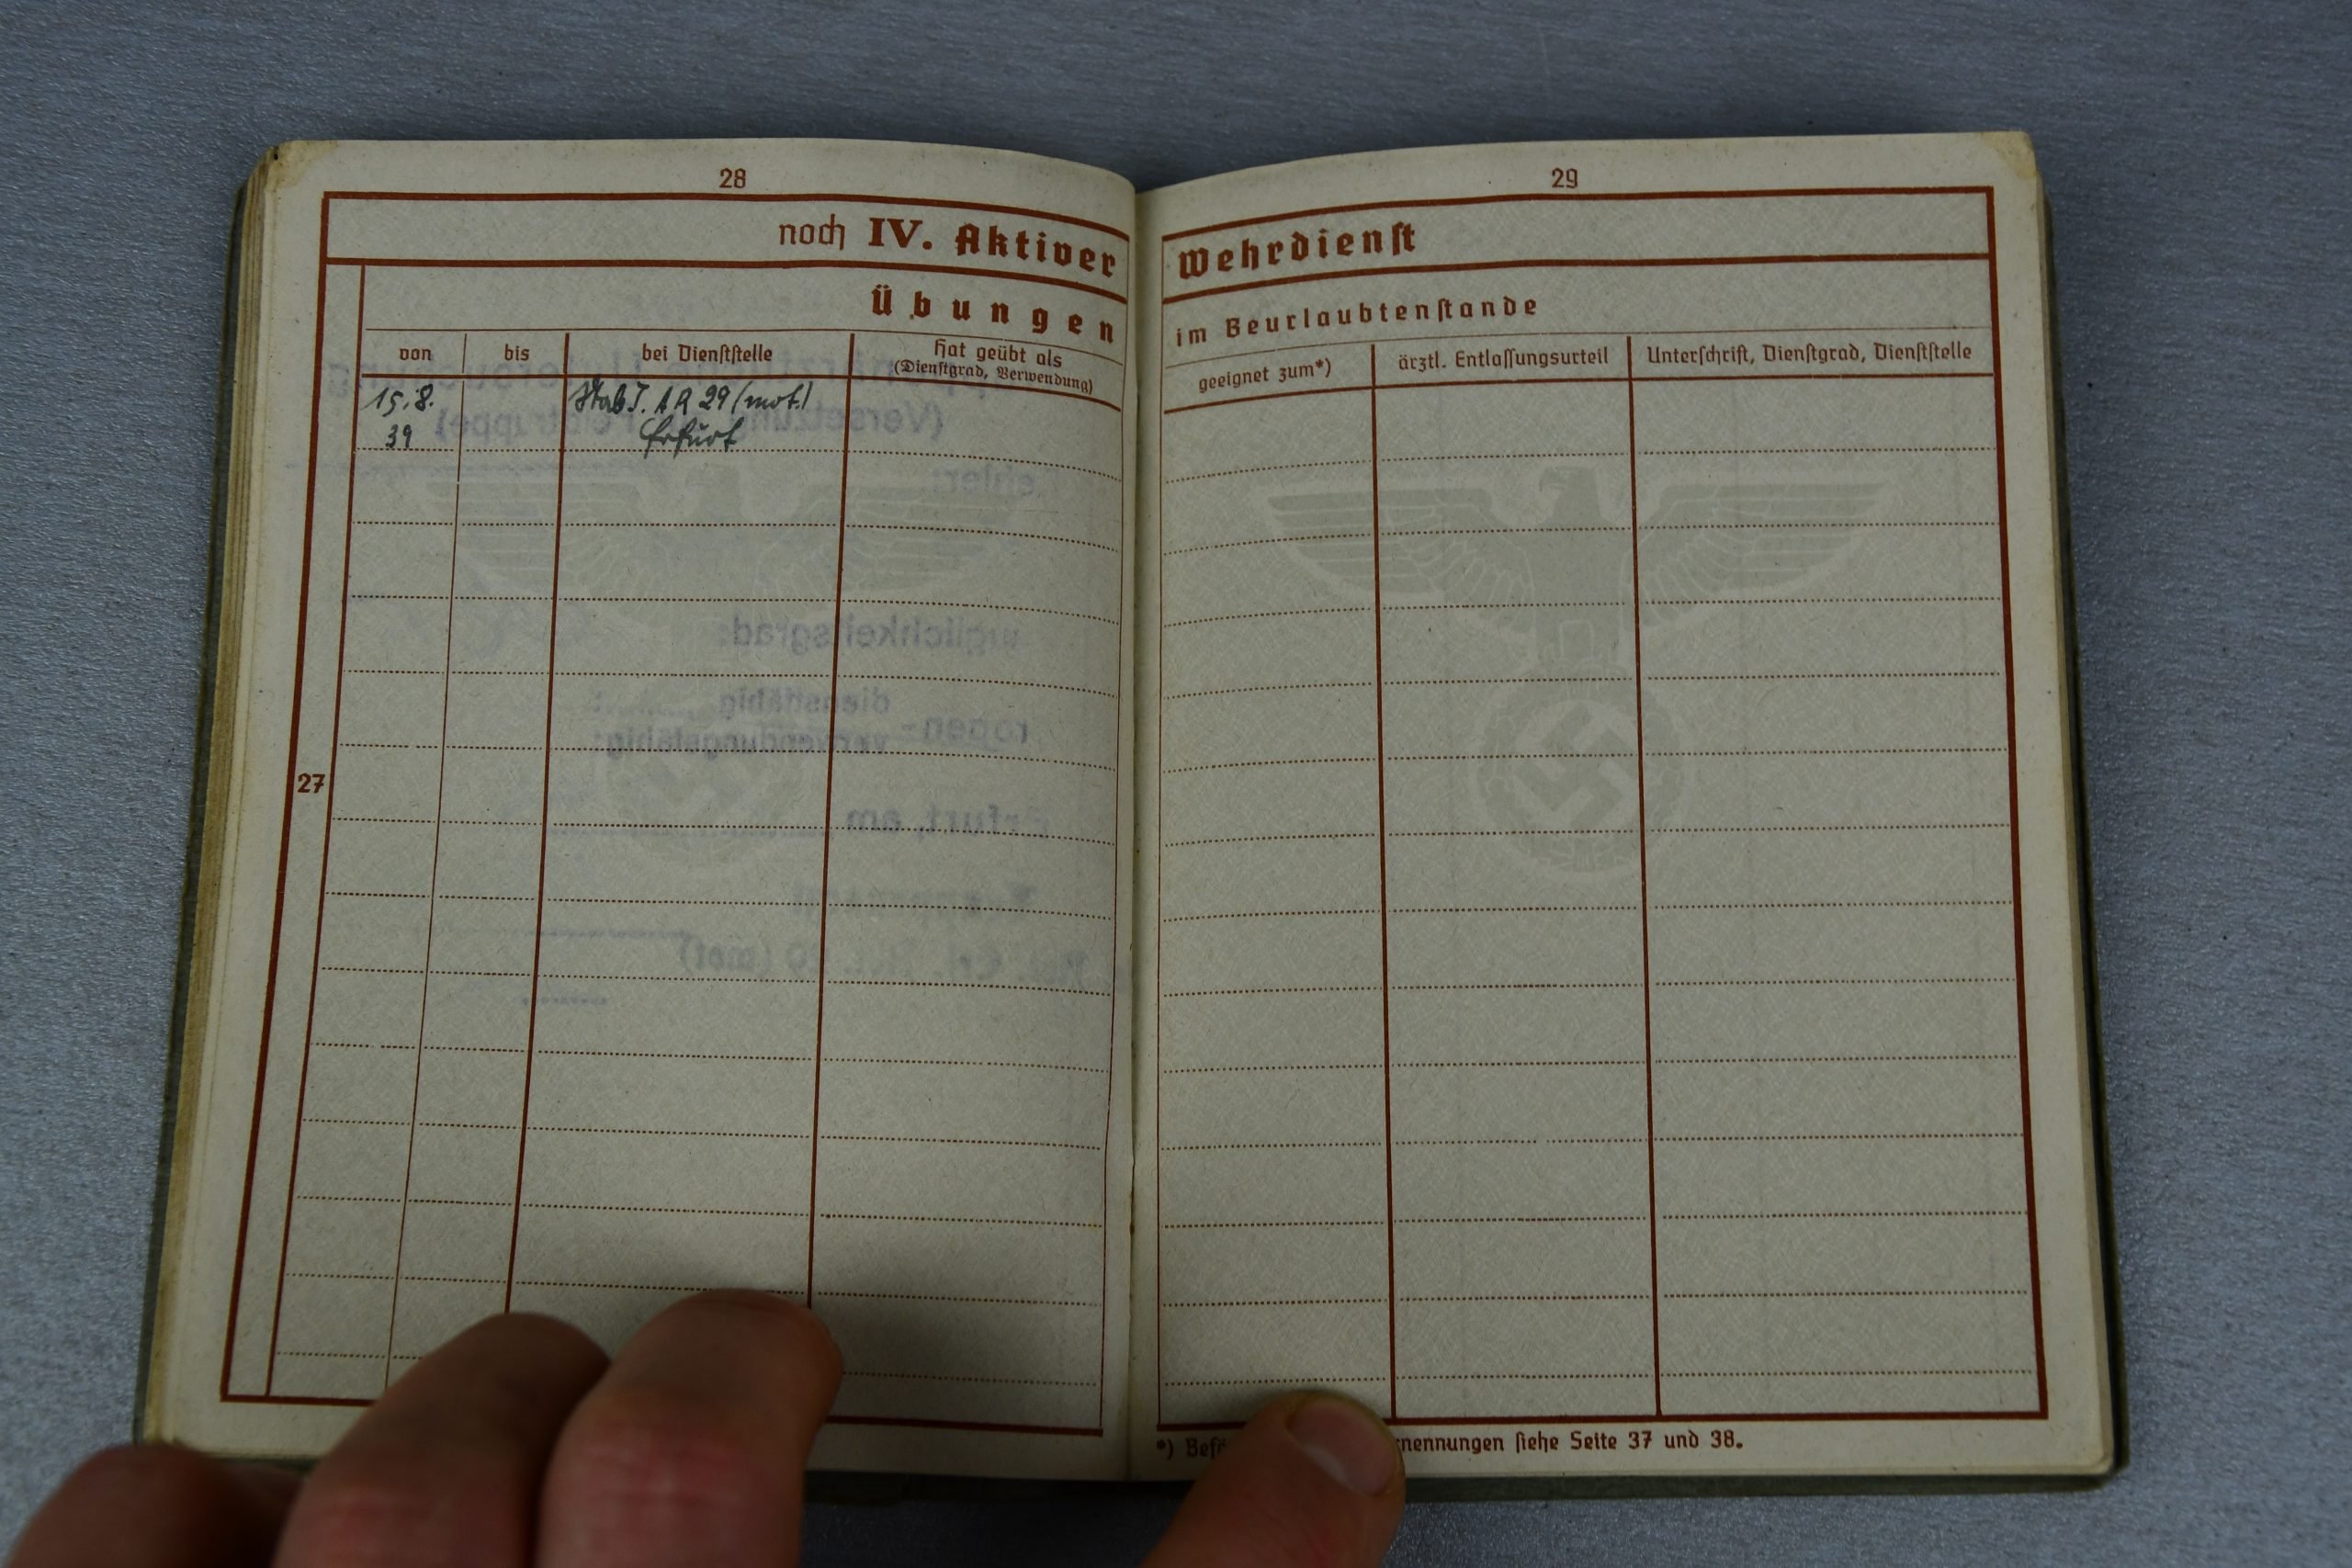 28
noch IV. Aktiver
Übungen
von bis bei Dienststelle Hat geübt als
(Dienstgrad, Verwendung)
15.8. Stab I. AR 29 (mot.)
39 Erfurt
27
29
Wehrdienst
im Beurlaubtenstande
geeignet zum*) ärztl. Entlassungsurteil Unterschrift, Dienstgrad, Dienststelle
*) nennungen siehe Seite 37 und 38.